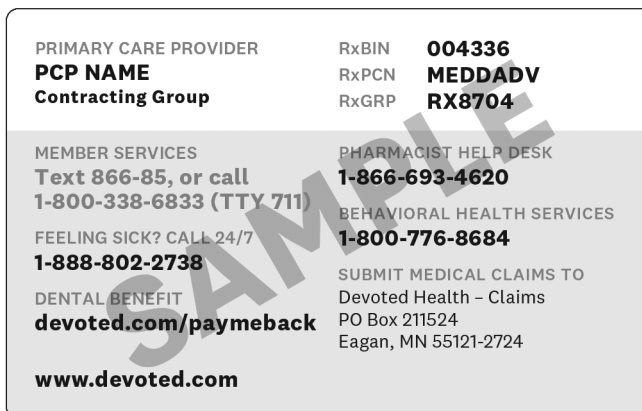 PRIMARY CARE PROVIDER
PCP NAME
Contracting Group
RxBIN 004336
RxPCN MEDDADV
RxGRP RX8704
MEMBER SERVICES
Text 866-85, or call
1-800-338-6833 (TTY 711)
FEELING SICK? CALL 24/7
1-888-802-2738
DENTAL BENEFIT
devoted.com/paymeback
www.devoted.com
PHARMACIST HELP DESK
1-866-693-4620
BEHAVIORAL HEALTH SERVICES
1-800-776-8684
SUBMIT MEDICAL CLAIMS TO
Devoted Health – Claims
PO Box 211524
Eagan, MN 55121-2724
SAMPLE